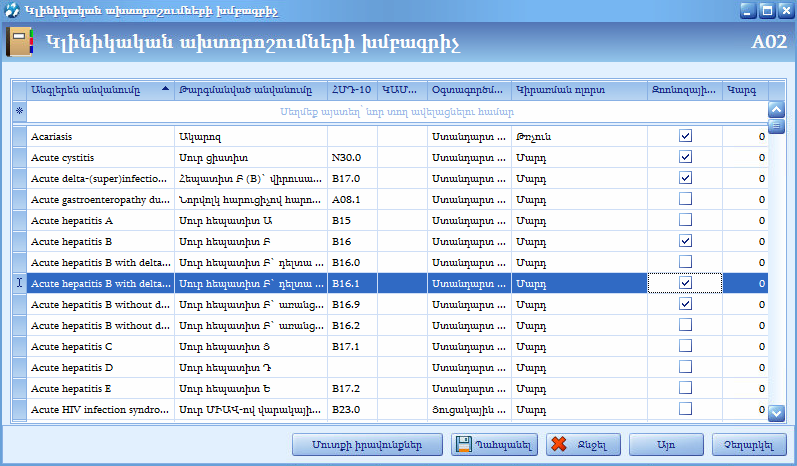 Կլինիկական ախտորոշումների խմբագրիչ
Կլինիկական ախտորոշումների խմբագրիչ A02
Անգլերեն անվանումը Թարգմանված անվանումը ՀՄԴ-10 ԿԱՄ... Օգտագործմ... Կիրառման ոլորտ Զոոնոզայի... Կարգ
Սեղմեք այստեղ՝ նոր տող ավելացնելու համար
Acariasis Ակարոզ Ստանդարտ ... Թռչուն 0
Acute cystitis Սուր ցիստիտ N30.0 Ստանդարտ ... Մարդ 0
Acute delta-(super)infectio... Հեպատիտ Բ (B)` վիրուսա... B17.0 Ստանդարտ ... Մարդ 0
Acute gastroenteropathy du... Նորվոլկ հարուցիչով հարո... A08.1 Ստանդարտ ... Մարդ 0
Acute hepatitis A Սուր հեպատիտ Ա B15 Ստանդարտ ... Մարդ 0
Acute hepatitis B Սուր հեպատիտ Բ B16 Ստանդարտ ... Մարդ 0
Acute hepatitis B with delta... Սուր հեպատիտ Բ` դելտա ... B16.0 Ստանդարտ ... Մարդ 0
Acute hepatitis B with delta... Սուր հեպատիտ Բ` դելտա ... B16.1 Ստանդարտ ... Մարդ 0
Acute hepatitis B without d... Սուր հեպատիտ Բ` առանց... B16.9 Ստանդարտ ... Մարդ 0
Acute hepatitis B without d... Սուր հեպատիտ Բ` առանց... B16.2 Ստանդարտ ... Մարդ 0
Acute hepatitis C Սուր հեպատիտ Ց B17.1 Ստանդարտ ... Մարդ 0
Acute hepatitis D Սուր հեպատիտ Դ Ստանդարտ ... Մարդ 0
Acute hepatitis E Սուր հեպատիտ Ե B17.2 Ստանդարտ ... Մարդ 0
Acute HIV infection syndro... Սուր ՄԻԱՎ-ով վարակայի... B23.0 Ցուցակային ... Մարդ 0
Մուտքի իրավունքներ Պահպանել Ջնջել Այո Չեղարկել